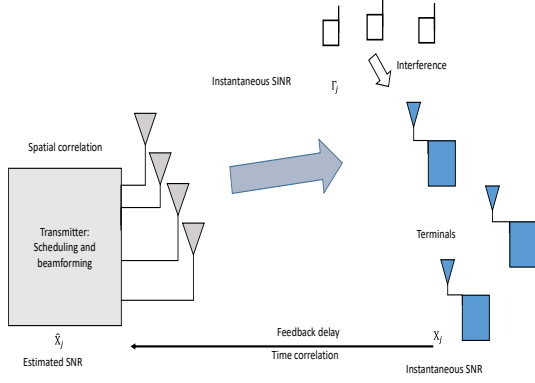 Interference
Instantaneous SINR
Γj
Spatial correlation
Transmitter:
Scheduling and
beamforming
Terminals
Feedback delay
X̂j
Xj
Time correlation
Estimated SNR
Instantaneous SNR